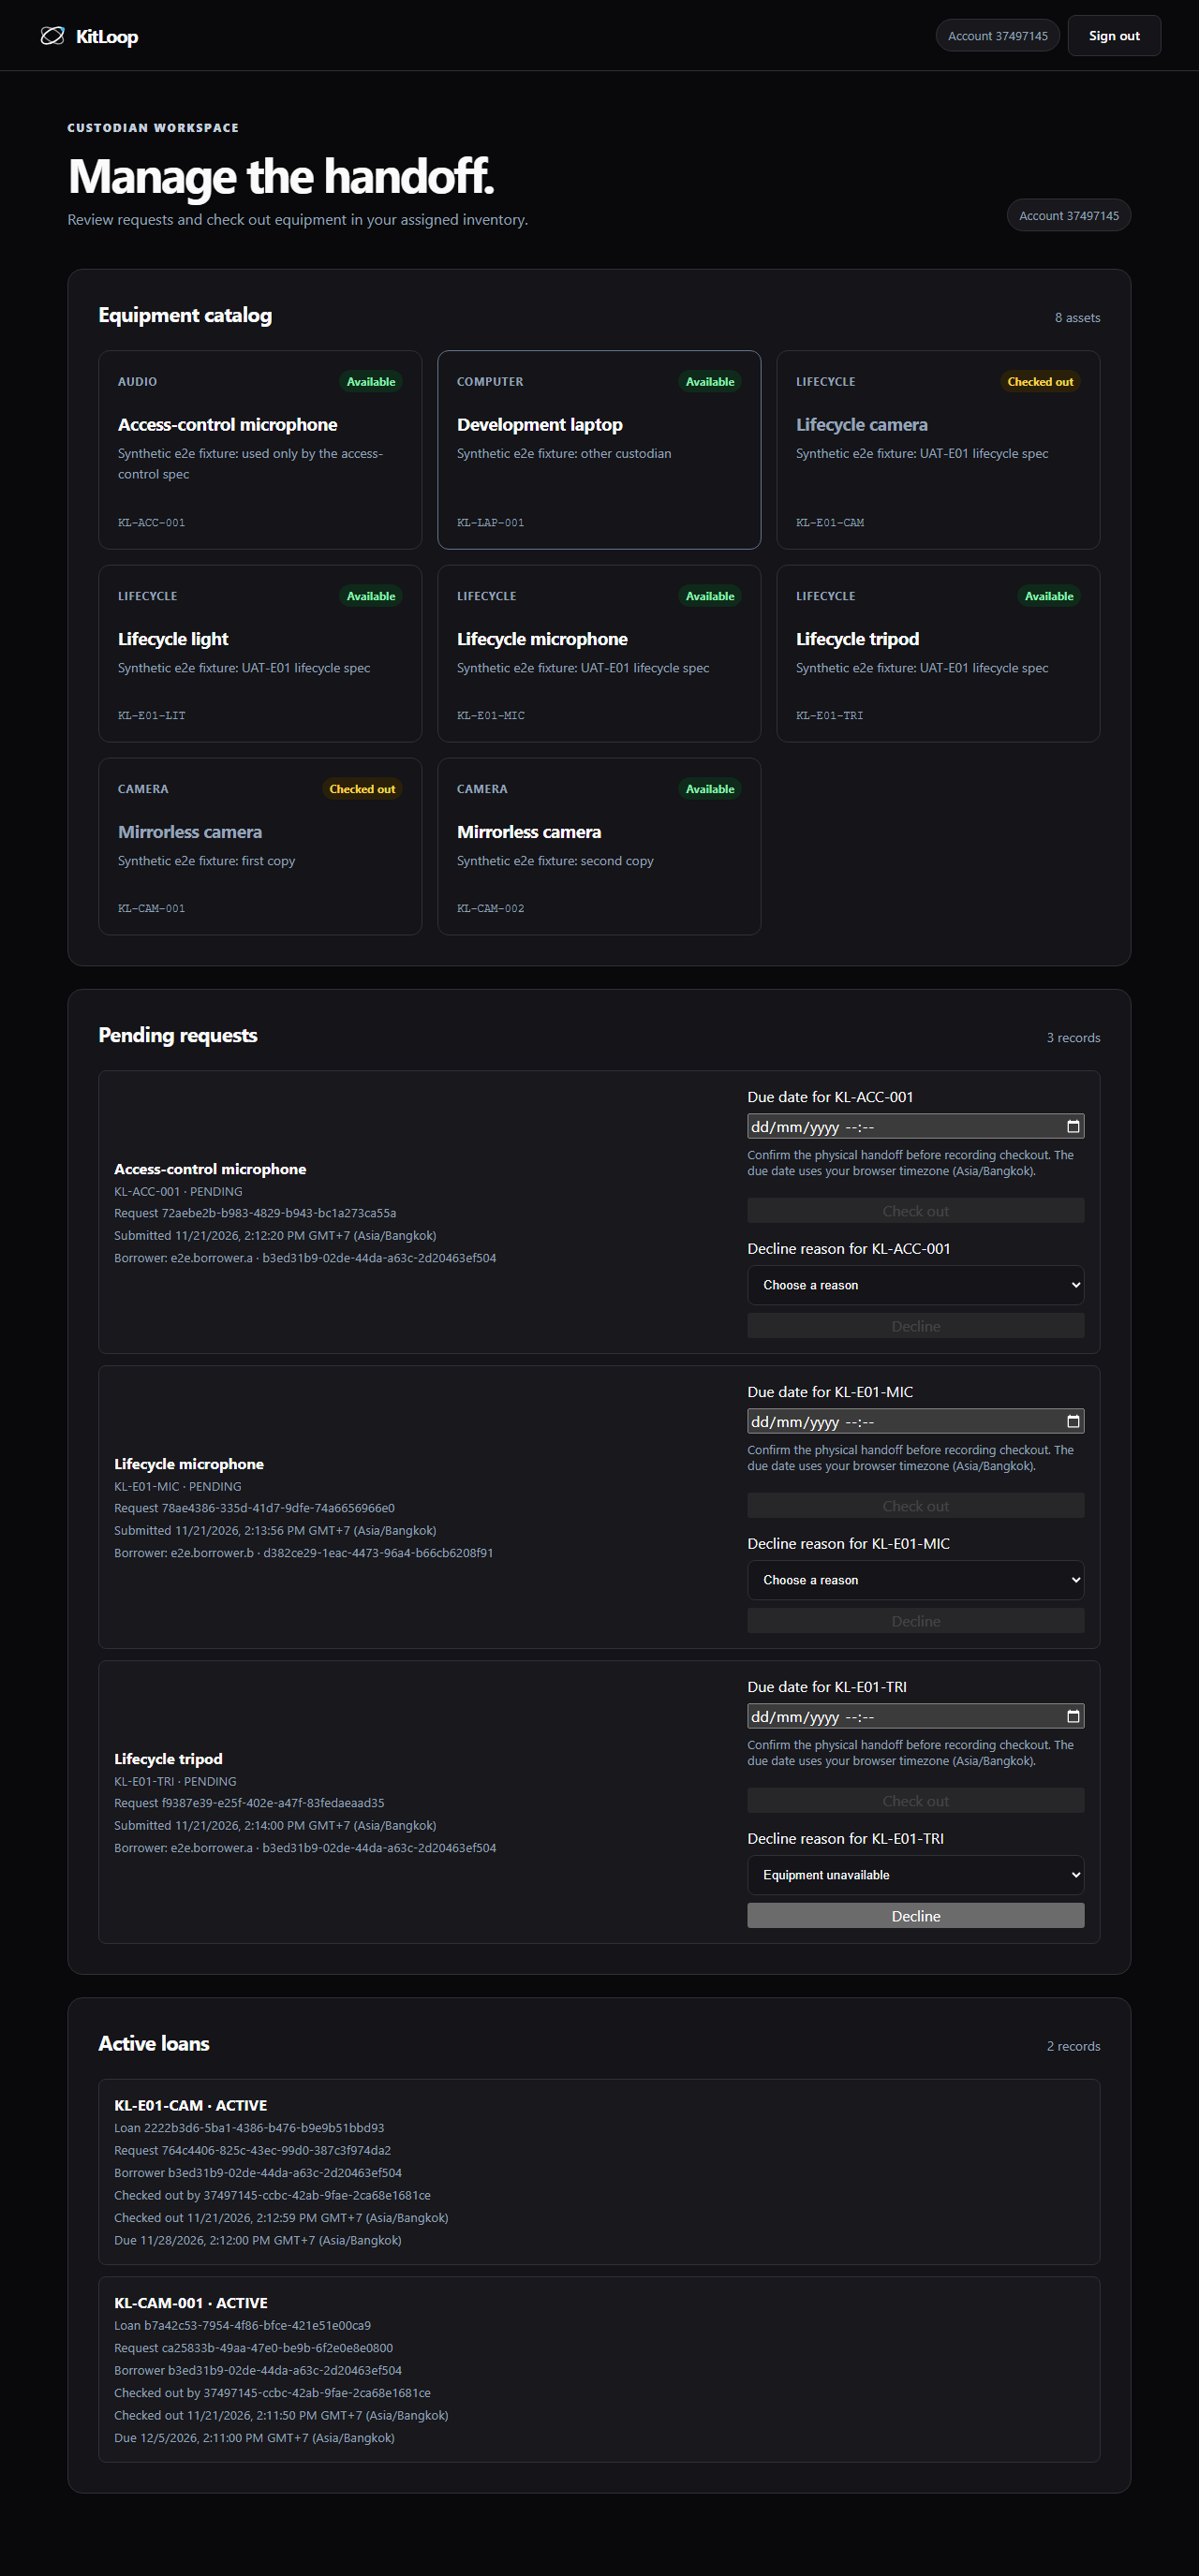 KitLoop
Account 37497145
Sign out
CUSTODIAN WORKSPACE
Manage the handoff.
Review requests and check out equipment in your assigned inventory.
Account 37497145
Equipment catalog
8 assets
AUDIO
Available
Access-control microphone
Synthetic e2e fixture: used only by the access-
control spec
KL-ACC-001
COMPUTER
Available
Development laptop
Synthetic e2e fixture: other custodian
KL-LAP-001
LIFECYCLE
Checked out
Lifecycle camera
Synthetic e2e fixture: UAT-E01 lifecycle spec
KL-E01-CAM
LIFECYCLE
Available
Lifecycle light
Synthetic e2e fixture: UAT-E01 lifecycle spec
KL-E01-LIT
LIFECYCLE
Available
Lifecycle microphone
Synthetic e2e fixture: UAT-E01 lifecycle spec
KL-E01-MIC
LIFECYCLE
Available
Lifecycle tripod
Synthetic e2e fixture: UAT-E01 lifecycle spec
KL-E01-TRI
CAMERA
Checked out
Mirrorless camera
Synthetic e2e fixture: first copy
KL-CAM-001
CAMERA
Available
Mirrorless camera
Synthetic e2e fixture: second copy
KL-CAM-002
Pending requests
3 records
Access-control microphone
KL-ACC-001 · PENDING
Request 72aebe2b-b983-4829-b943-bc1a273ca55a
Submitted 11/21/2026, 2:12:20 PM GMT+7 (Asia/Bangkok)
Borrower: e2e.borrower.a · b3ed31b9-02de-44da-a63c-2d20463ef504
Due date for KL-ACC-001
dd/mm/yyyy --:--
Confirm the physical handoff before recording checkout. The
due date uses your browser timezone (Asia/Bangkok).
Check out
Decline reason for KL-ACC-001
Choose a reason
Decline
Lifecycle microphone
KL-E01-MIC · PENDING
Request 78ae4386-335d-41d7-9dfe-74a6656966e0
Submitted 11/21/2026, 2:13:56 PM GMT+7 (Asia/Bangkok)
Borrower: e2e.borrower.b · d382ce29-1eac-4473-96a4-b66cb6208f91
Due date for KL-E01-MIC
dd/mm/yyyy --:--
Confirm the physical handoff before recording checkout. The
due date uses your browser timezone (Asia/Bangkok).
Check out
Decline reason for KL-E01-MIC
Choose a reason
Decline
Lifecycle tripod
KL-E01-TRI · PENDING
Request f9387e39-e25f-402e-a47f-83fedaeaad35
Submitted 11/21/2026, 2:14:00 PM GMT+7 (Asia/Bangkok)
Borrower: e2e.borrower.a · b3ed31b9-02de-44da-a63c-2d20463ef504
Due date for KL-E01-TRI
dd/mm/yyyy --:--
Confirm the physical handoff before recording checkout. The
due date uses your browser timezone (Asia/Bangkok).
Check out
Decline reason for KL-E01-TRI
Equipment unavailable
Decline
Active loans
2 records
KL-E01-CAM · ACTIVE
Loan 2222b3d6-5ba1-4386-b476-b9e9b51bbd93
Request 764c4406-825c-43ec-99d0-387c3f974da2
Borrower b3ed31b9-02de-44da-a63c-2d20463ef504
Checked out by 37497145-ccbc-42ab-9fae-2ca68e1681ce
Checked out 11/21/2026, 2:12:59 PM GMT+7 (Asia/Bangkok)
Due 11/28/2026, 2:12:00 PM GMT+7 (Asia/Bangkok)
KL-CAM-001 · ACTIVE
Loan b7a42c53-7954-4f86-bfce-421e51e00ca9
Request ca25833b-49aa-47e0-be9b-6f2e0e8e0800
Borrower b3ed31b9-02de-44da-a63c-2d20463ef504
Checked out by 37497145-ccbc-42ab-9fae-2ca68e1681ce
Checked out 11/21/2026, 2:11:50 PM GMT+7 (Asia/Bangkok)
Due 12/5/2026, 2:11:00 PM GMT+7 (Asia/Bangkok)